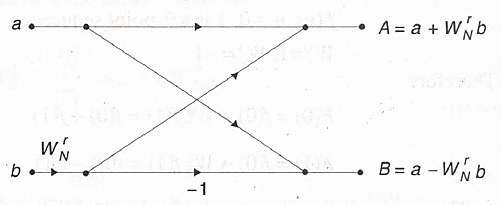 a
A = a + W_N^r b
W_N^r
b
-1
B = a - W_N^r b